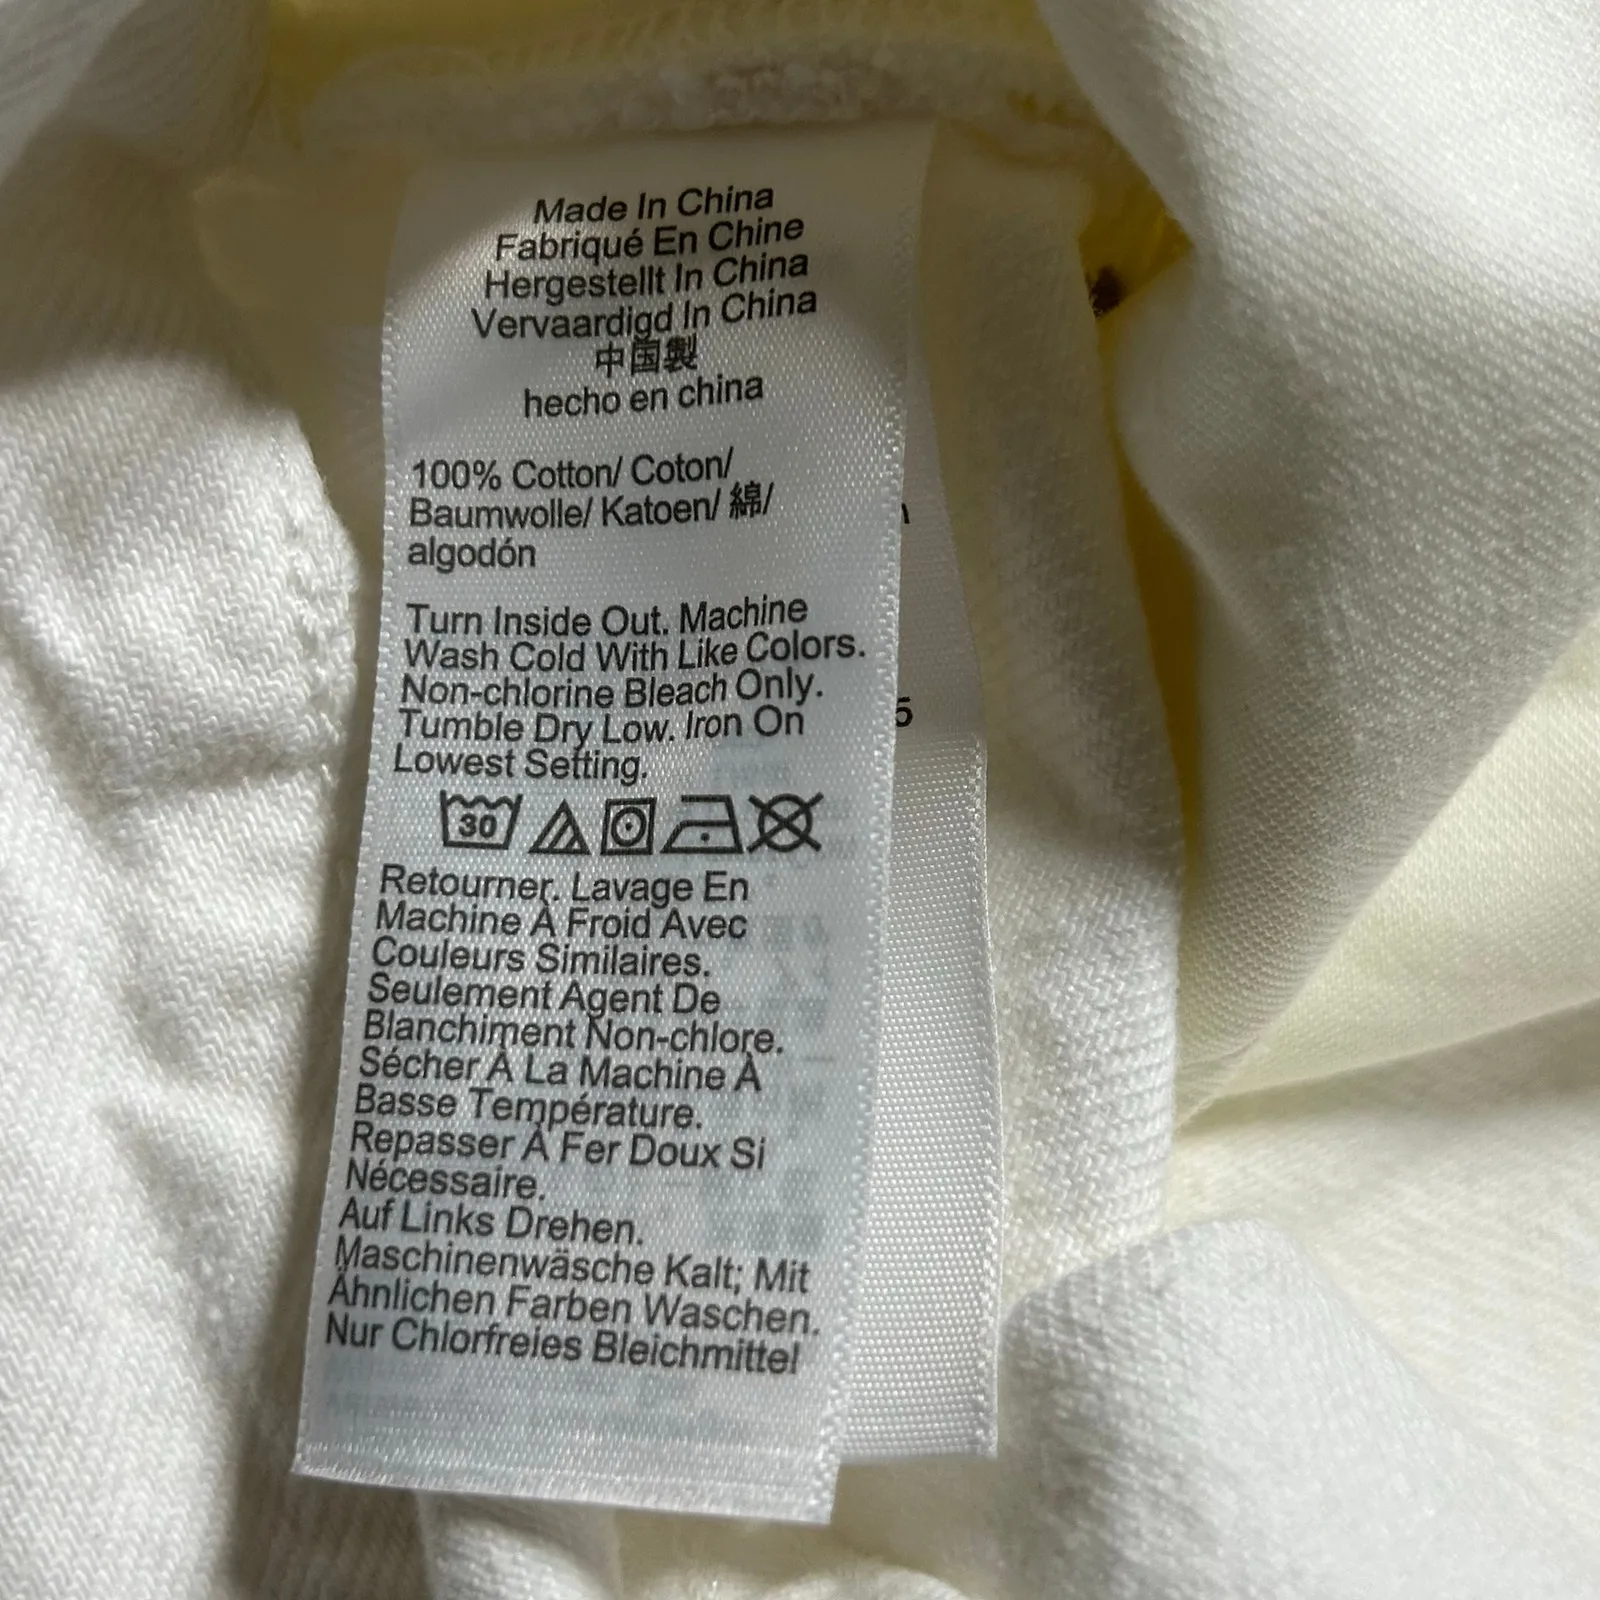 Made In China
Fabriqué En Chine
Hergestellt In China
Vervaardigd In China
中国製
hecho en china
100% Cotton/ Coton/
Baumwolle/ Katoen/ 綿/
algodón
Turn Inside Out. Machine
Wash Cold With Like Colors.
Non-chlorine Bleach Only.
Tumble Dry Low. Iron On
Lowest Setting.
30
Retourner. Lavage En
Machine À Froid Avec
Couleurs Similaires.
Seulement Agent De
Blanchiment Non-chlore.
Sécher À La Machine À
Basse Température.
Repasser À Fer Doux Si
Nécessaire.
Auf Links Drehen.
Maschinenwäsche Kalt; Mit
Ähnlichen Farben Waschen.
Nur Chlorfreies Bleichmittel
5